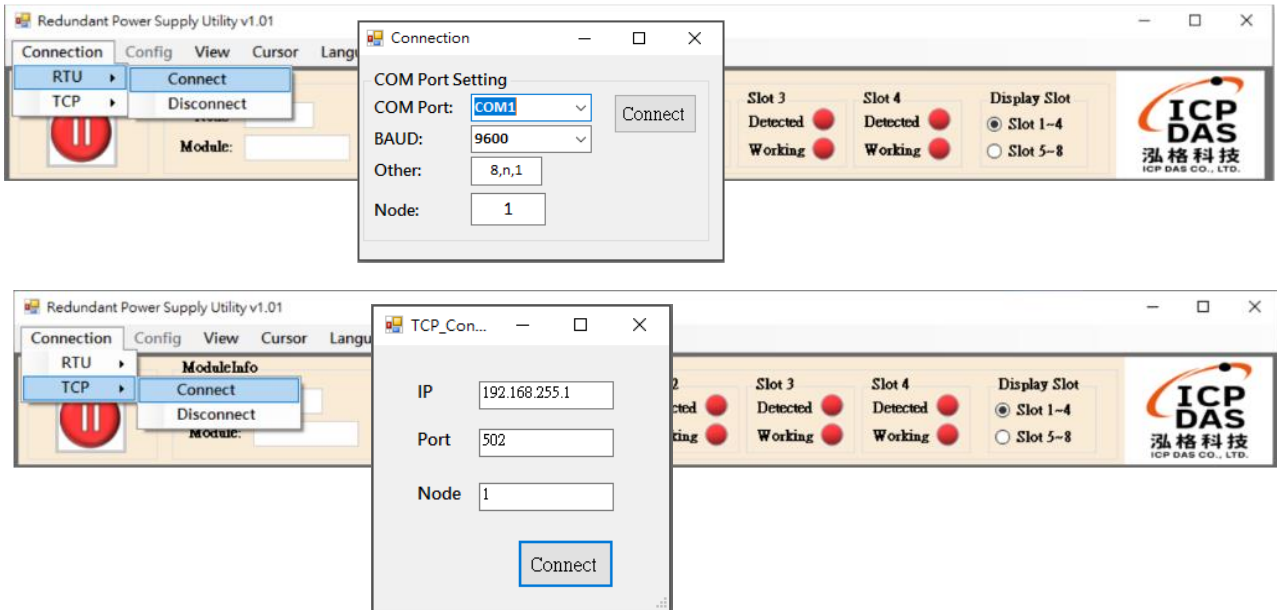 Redundant Power Supply Utility v1.01
Connection Config View Cursor Langu
RTU Connect
TCP Disconnect
Module:
Connection
COM Port Setting
COM Port: COM1
Connect
BAUD: 9600
Other: 8,n,1
Node: 1
Slot 3
Detected
Working
Slot 4
Detected
Working
Display Slot
Slot 1~4
Slot 5~8
ICP
DAS
泓格科技
ICP DAS CO., LTD.
Redundant Power Supply Utility v1.01
Connection Config View Cursor Langu
RTU
ModuleInfo
TCP Connect
Disconnect
Module:
TCP_Con...
IP 192.168.255.1
Port 502
Node 1
Connect
2
cted
king
Slot 3
Detected
Working
Slot 4
Detected
Working
Display Slot
Slot 1~4
Slot 5~8
ICP
DAS
泓格科技
ICP DAS CO., LTD.